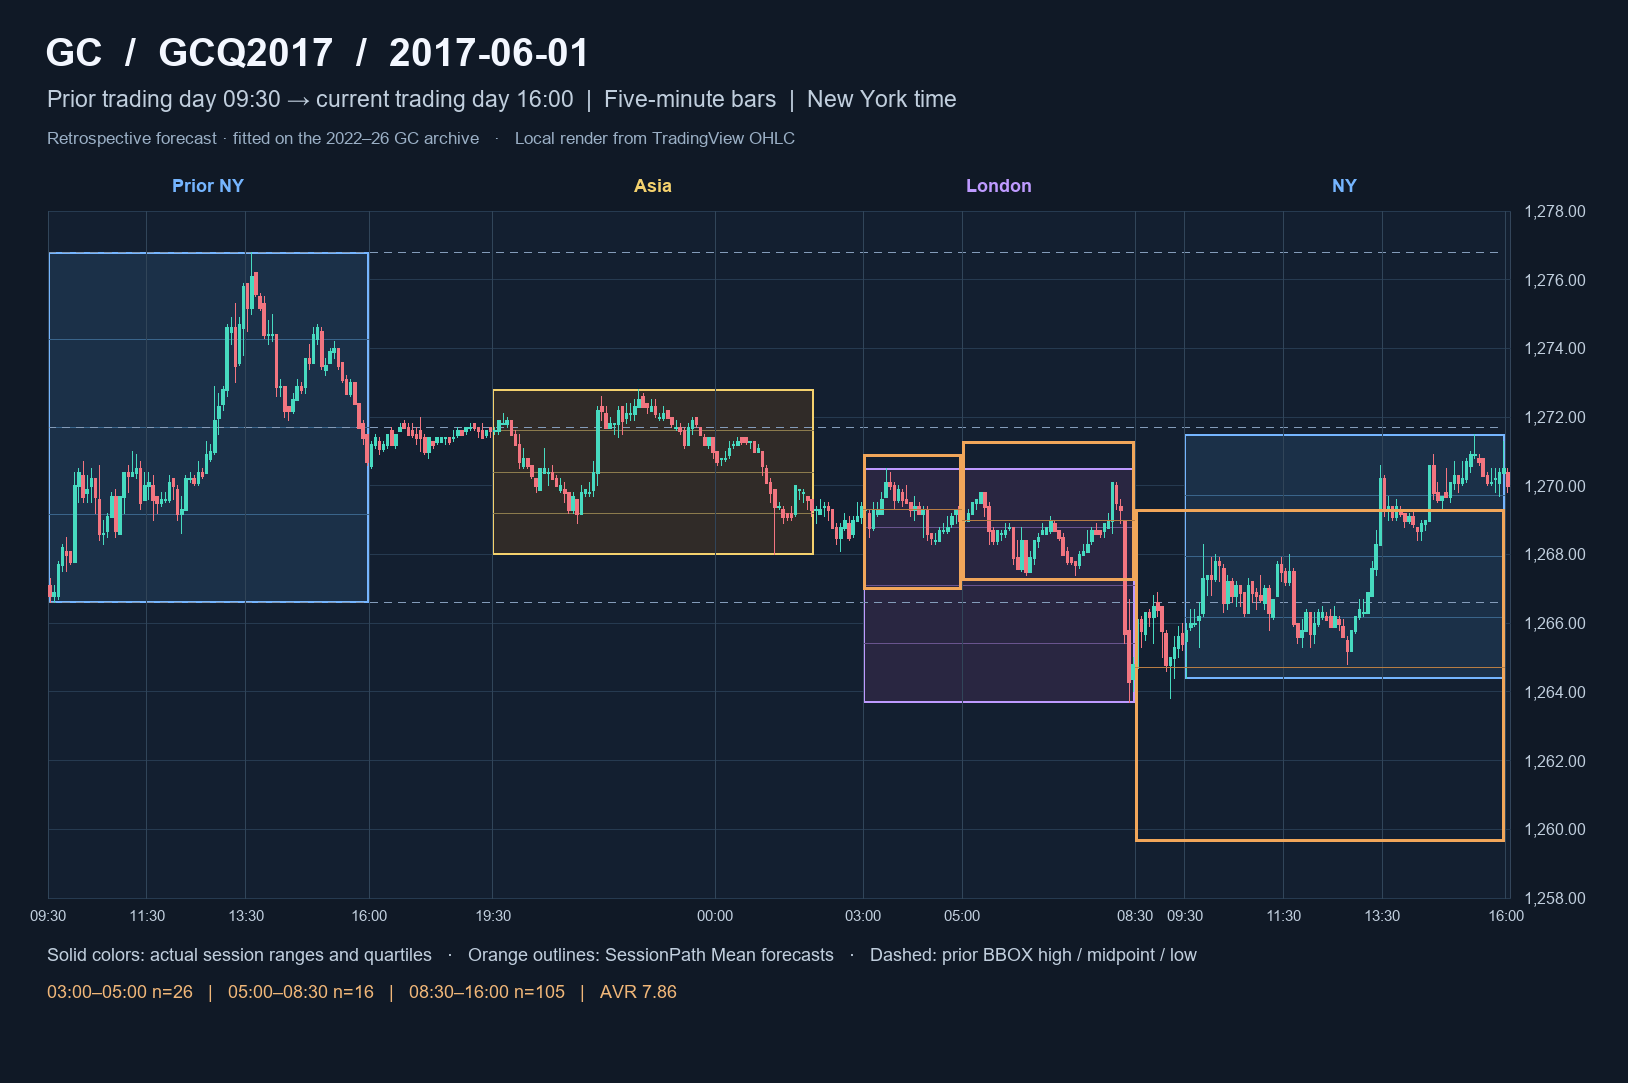 GC / GCQ2017 / 2017-06-01
Prior trading day 09:30 → current trading day 16:00 | Five-minute bars | New York time
Retrospective forecast · fitted on the 2022–26 GC archive · Local render from TradingView OHLC
Prior NY Asia London NY
1,278.00
1,276.00
1,274.00
1,272.00
1,270.00
1,268.00
1,266.00
1,264.00
1,262.00
1,260.00
1,258.00
09:30 11:30 13:30 16:00 19:30 00:00 03:00 05:00 08:30 09:30 11:30 13:30 16:00
Solid colors: actual session ranges and quartiles · Orange outlines: SessionPath Mean forecasts · Dashed: prior BBOX high / midpoint / low
03:00–05:00 n=26 | 05:00–08:30 n=16 | 08:30–16:00 n=105 | AVR 7.86